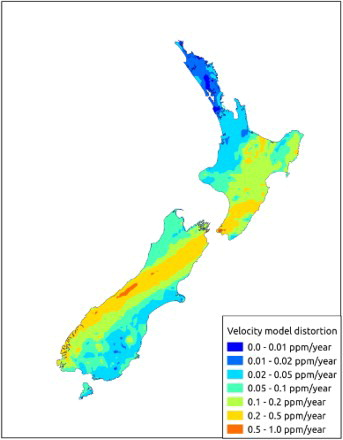 Velocity model distortion
0.0 - 0.01 ppm/year
0.01 - 0.02 ppm/year
0.02 - 0.05 ppm/year
0.05 - 0.1 ppm/year
0.1 - 0.2 ppm/year
0.2 - 0.5 ppm/year
0.5 - 1.0 ppm/year